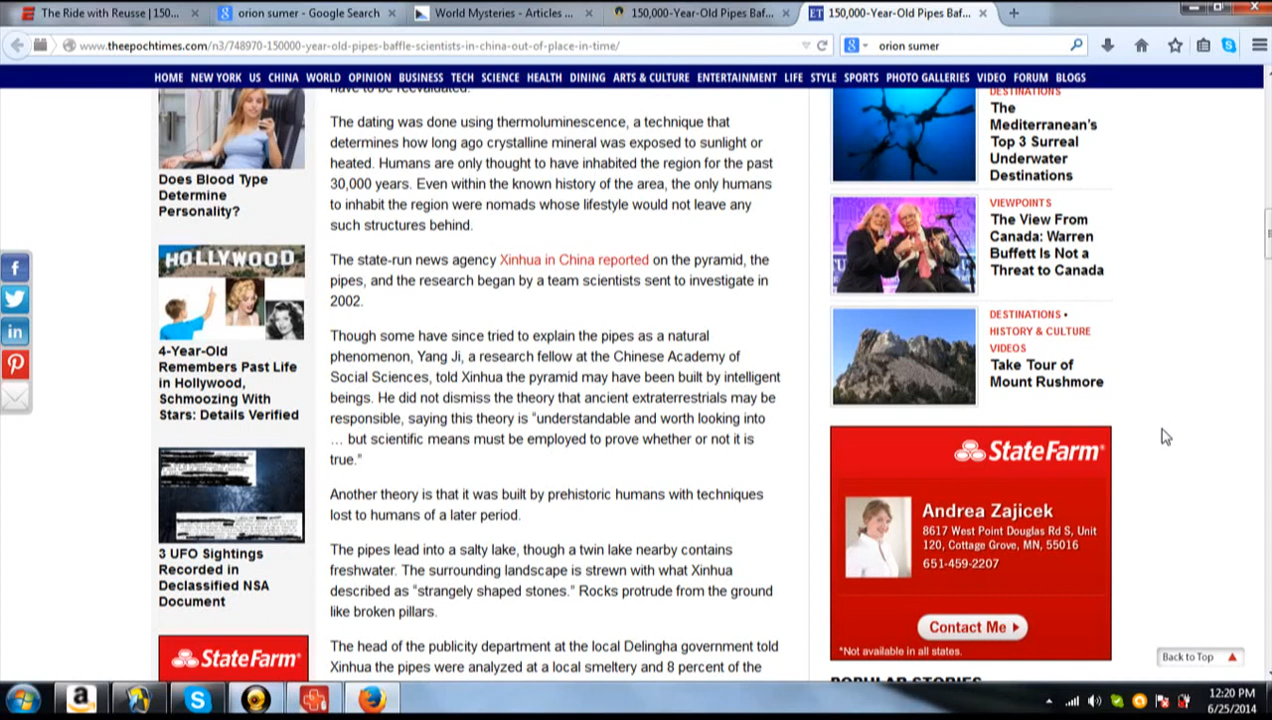 The Ride with Reusse | 150...
orion sumer - Google Search
World Mysteries - Articles ...
150,000-Year-Old Pipes Baf...
ET 150,000-Year-Old Pipes Baf...
www.theepochtimes.com/n3/748970-150000-year-old-pipes-baffle-scientists-in-china-out-of-place-in-time/
orion sumer
HOME NEW YORK US CHINA WORLD OPINION BUSINESS TECH SCIENCE HEALTH DINING ARTS & CULTURE ENTERTAINMENT LIFE STYLE SPORTS PHOTO GALLERIES VIDEO FORUM BLOGS
Does Blood Type
Determine
Personality?
HOLLYWOOD
4-Year-Old
Remembers Past Life
in Hollywood,
Schmoozing With
Stars: Details Verified
3 UFO Sightings
Recorded in
Declassified NSA
Document
StateFarm
have to be reevaluated.
The dating was done using thermoluminescence, a technique that
determines how long ago crystalline mineral was exposed to sunlight or
heated. Humans are only thought to have inhabited the region for the past
30,000 years. Even within the known history of the area, the only humans
to inhabit the region were nomads whose lifestyle would not leave any
such structures behind.
The state-run news agency Xinhua in China reported on the pyramid, the
pipes, and the research began by a team scientists sent to investigate in
2002.
Though some have since tried to explain the pipes as a natural
phenomenon, Yang Ji, a research fellow at the Chinese Academy of
Social Sciences, told Xinhua the pyramid may have been built by intelligent
beings. He did not dismiss the theory that ancient extraterrestrials may be
responsible, saying this theory is “understandable and worth looking into
… but scientific means must be employed to prove whether or not it is
true.”
Another theory is that it was built by prehistoric humans with techniques
lost to humans of a later period.
The pipes lead into a salty lake, though a twin lake nearby contains
freshwater. The surrounding landscape is strewn with what Xinhua
described as “strangely shaped stones.” Rocks protrude from the ground
like broken pillars.
The head of the publicity department at the local Delingha government told
Xinhua the pipes were analyzed at a local smeltery and 8 percent of the
DESTINATIONS
The
Mediterranean’s
Top 3 Surreal
Underwater
Destinations
VIEWPOINTS
The View From
Canada: Warren
Buffett Is Not a
Threat to Canada
DESTINATIONS •
HISTORY & CULTURE
VIDEOS
Take Tour of
Mount Rushmore
StateFarm
Andrea Zajicek
8617 West Point Douglas Rd S, Unit
120, Cottage Grove, MN, 55016
651-459-2207
Contact Me
*Not available in all states.
POPULAR STORIES
Back to Top
12:20 PM
6/25/2014